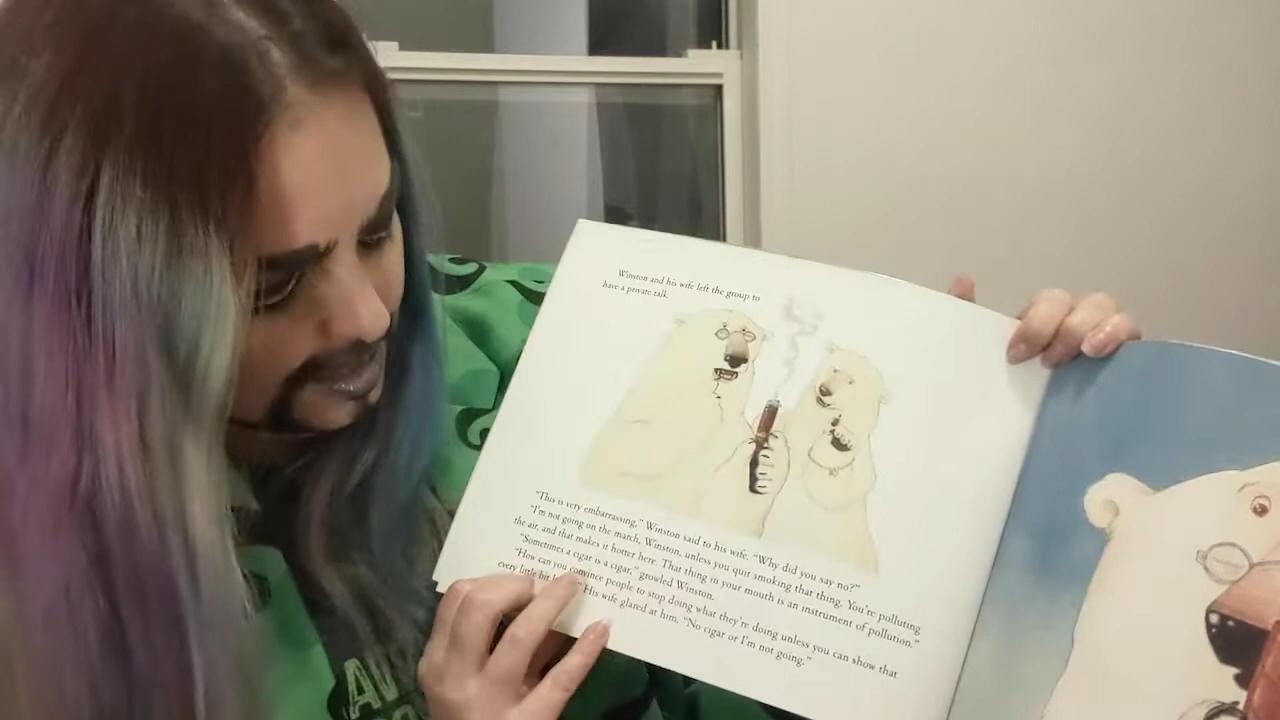 Winston and his wife left the group to
have a private talk.
"This is very embarrassing," Winston said to his wife. "Why did you say no?"
"I'm not going on the march, Winston, unless you quit smoking that thing. You're polluting
the air, and that makes it hotter here. That thing in your mouth is an instrument of pollution."
"Sometimes a cigar is a cigar," growled Winston.
"How can you convince people to stop doing what they're doing unless you can show that
every little bit His wife glared at him. "No cigar or I'm not going."
AV